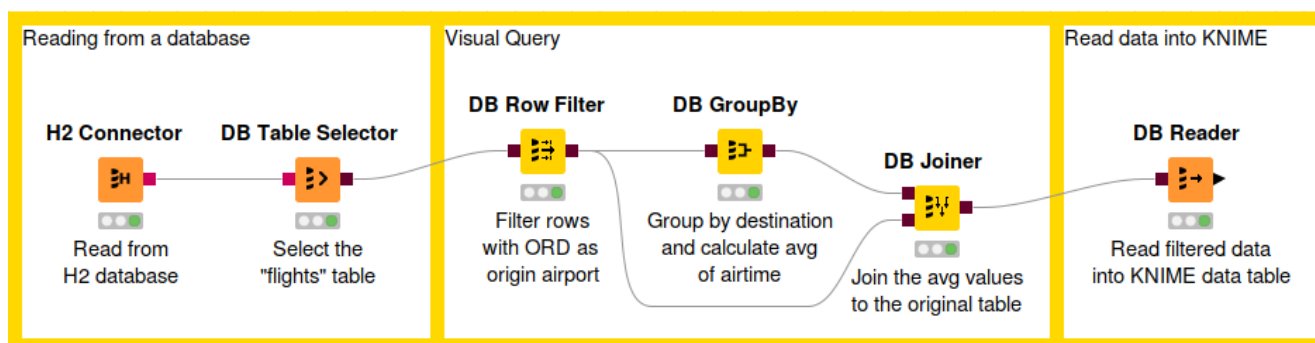 Reading from a database
Visual Query
Read data into KNIME
H2 Connector
DB Table Selector
DB Row Filter
DB GroupBy
DB Joiner
DB Reader
Read from
H2 database
Select the
"flights" table
Filter rows
with ORD as
origin airport
Group by destination
and calculate avg
of airtime
Join the avg values
to the original table
Read filtered data
into KNIME data table